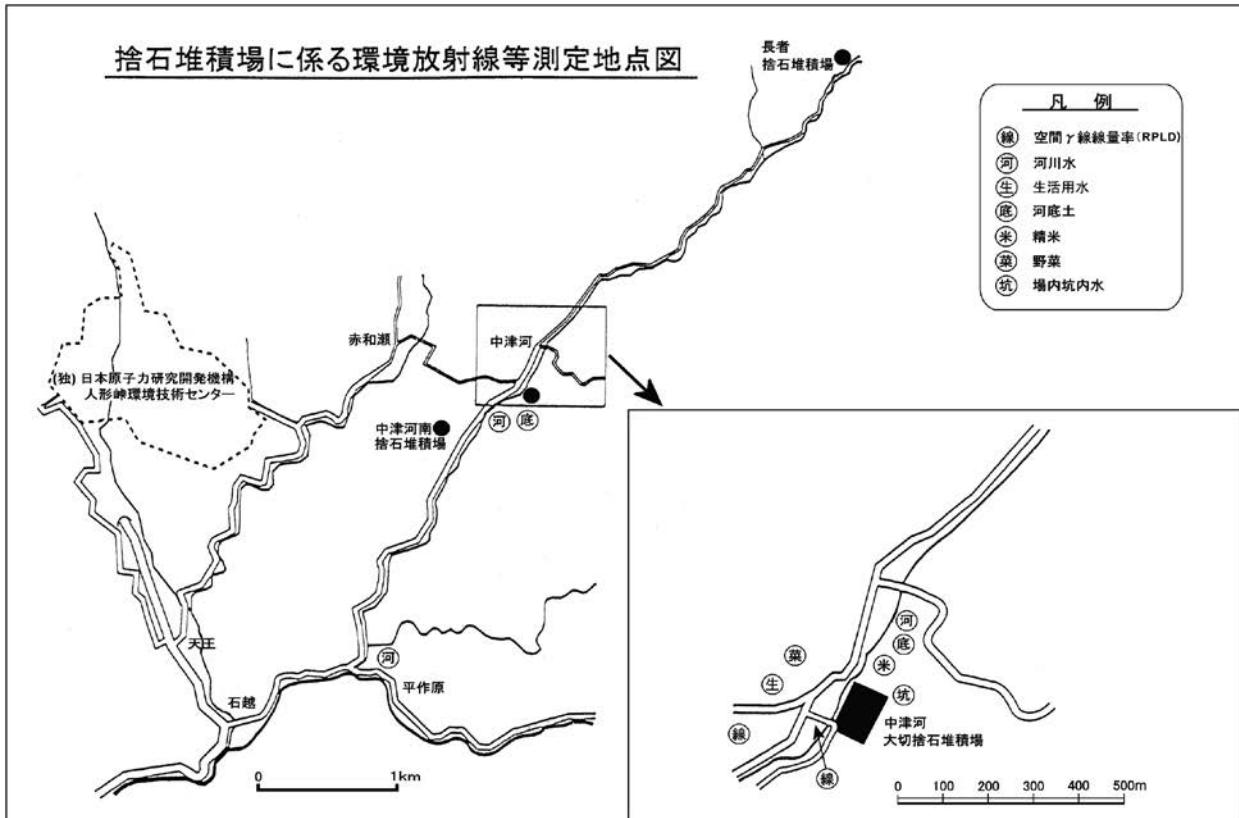 捨石堆積場に係る環境放射線等測定地点図
長者
捨石堆積場
凡 例
線 空間γ線線量率(RPLD)
河 河川水
生 生活用水
底 河底土
米 精米
菜 野菜
坑 場内坑内水
赤和瀬
中津河
(独)日本原子力研究開発機構
人形峠環境技術センター
河 底
中津河南
捨石堆積場
天王
石越
河
平作原
0 1km
河
底
菜
米
生
坑
線
中津河
大切捨石堆積場
線
0 100 200 300 400 500m